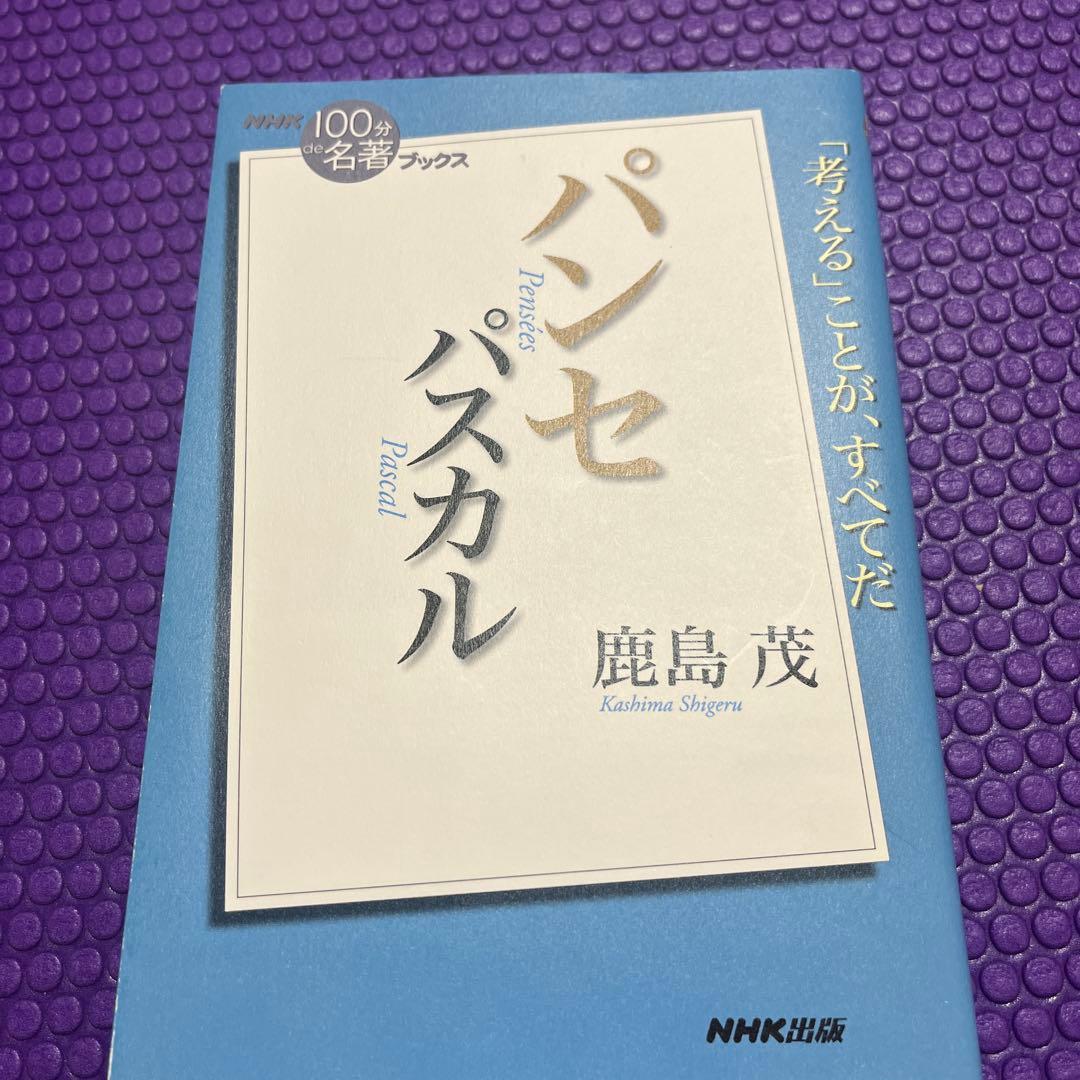 「考える」ことが、すべてだ
NHK
100分
de名著ブックス
パンセ
Pensées
パスカル
Pascal
鹿島 茂
Kashima Shigeru
NHK出版